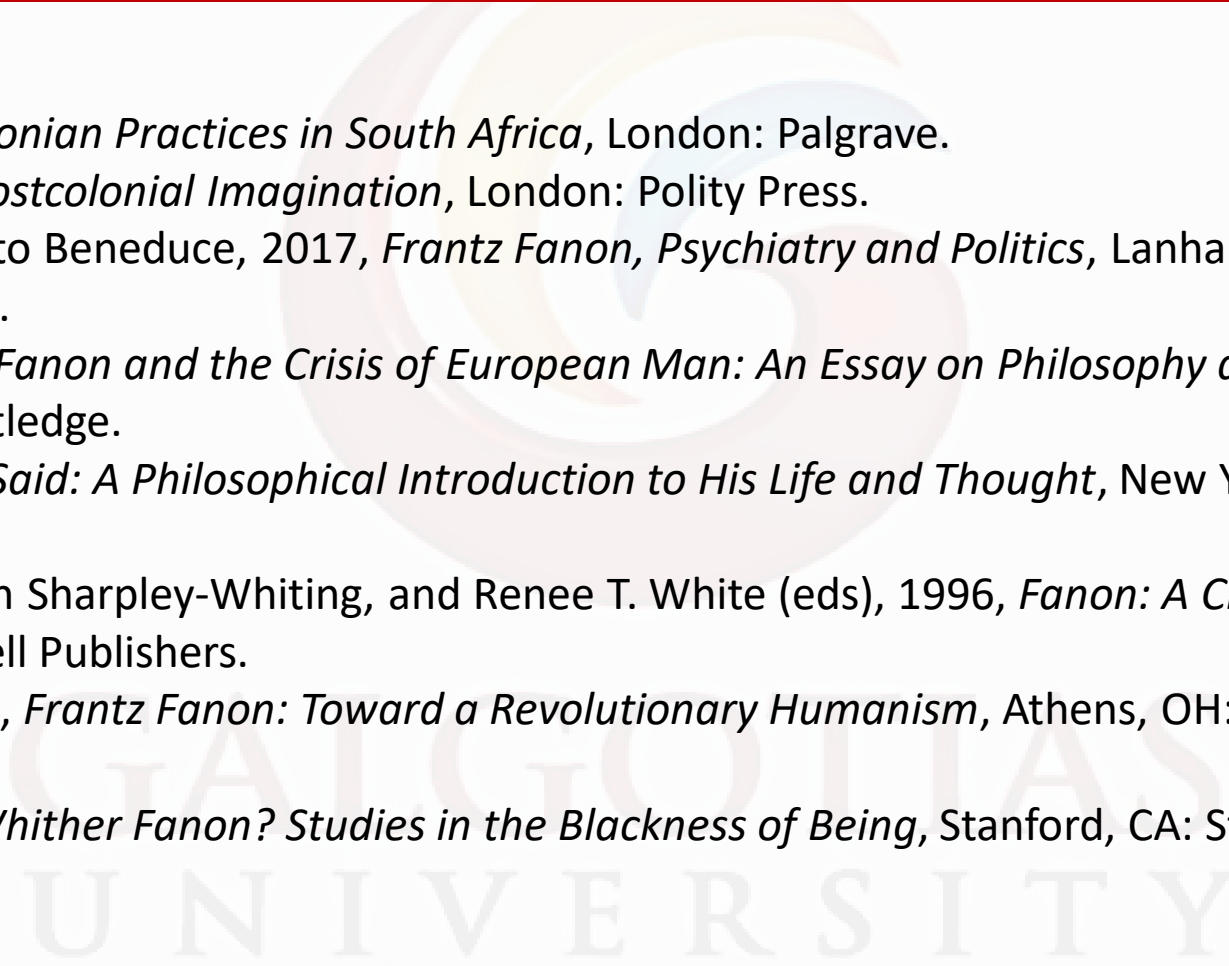 onian Practices in South Africa, London: Palgrave.
ostcolonial Imagination, London: Polity Press.
to Beneduce, 2017, Frantz Fanon, Psychiatry and Politics, Lanha
.
Fanon and the Crisis of European Man: An Essay on Philosophy a
tledge.
Said: A Philosophical Introduction to His Life and Thought, New Y
n Sharpley-Whiting, and Renee T. White (eds), 1996, Fanon: A C
ell Publishers.
, Frantz Fanon: Toward a Revolutionary Humanism, Athens, OH:
Whither Fanon? Studies in the Blackness of Being, Stanford, CA: S
GALGOTIAS
UNIVERSITY